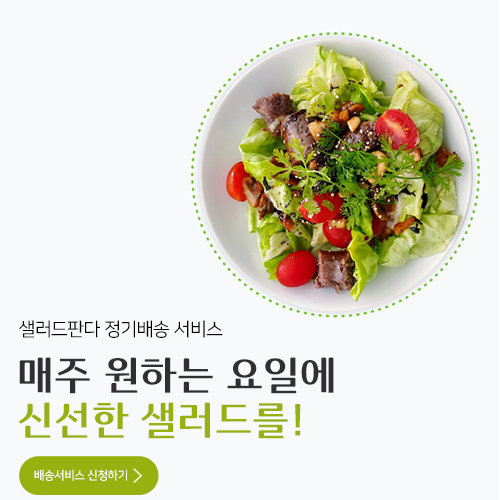 샐러드판다 정기배송 서비스
매주 원하는 요일에
신선한 샐러드를!
배송서비스 신청하기 >